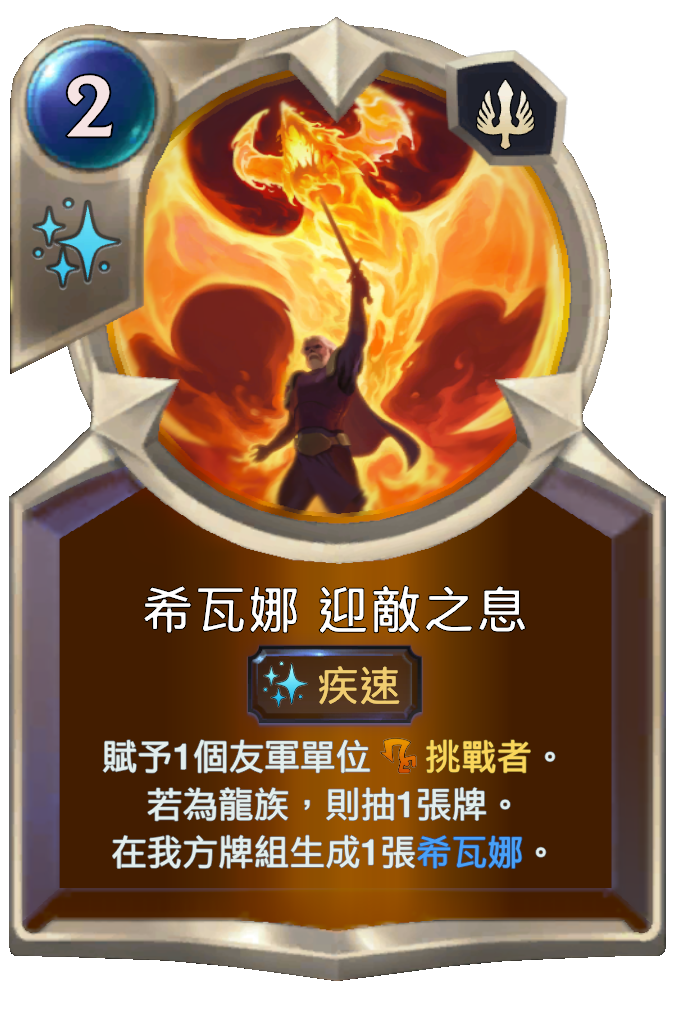 2
希瓦娜 迎敵之息
疾速
賦予1個友軍單位 挑戰者。
若為龍族，則抽1張牌。
在我方牌組生成1張希瓦娜。